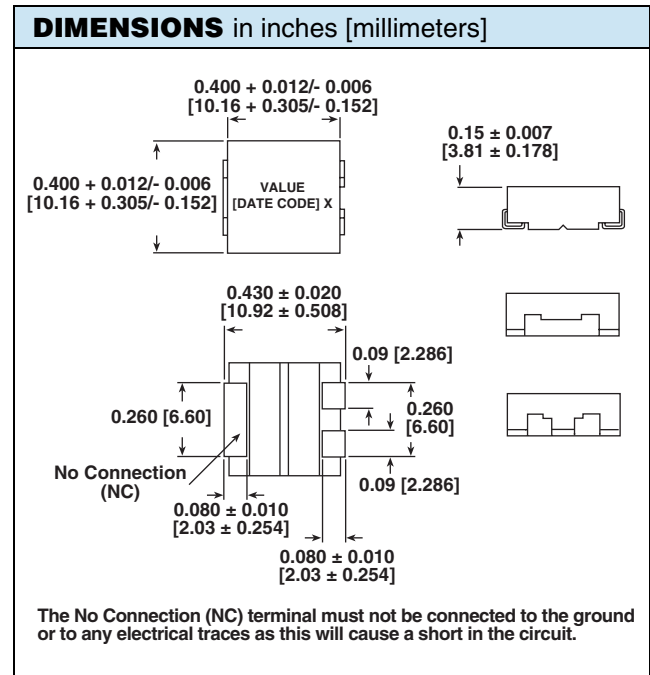 DIMENSIONS in inches [millimeters]
0.400 + 0.012/- 0.006
[10.16 + 0.305/- 0.152]
0.15 ± 0.007
[3.81 ± 0.178]
0.400 + 0.012/- 0.006
[10.16 + 0.305/- 0.152]
VALUE
[DATE CODE] X
0.430 ± 0.020
[10.92 ± 0.508]
0.09 [2.286]
0.260 [6.60]
0.260
[6.60]
No Connection
(NC)
0.09 [2.286]
0.080 ± 0.010
[2.03 ± 0.254]
0.080 ± 0.010
[2.03 ± 0.254]
The No Connection (NC) terminal must not be connected to the ground
or to any electrical traces as this will cause a short in the circuit.